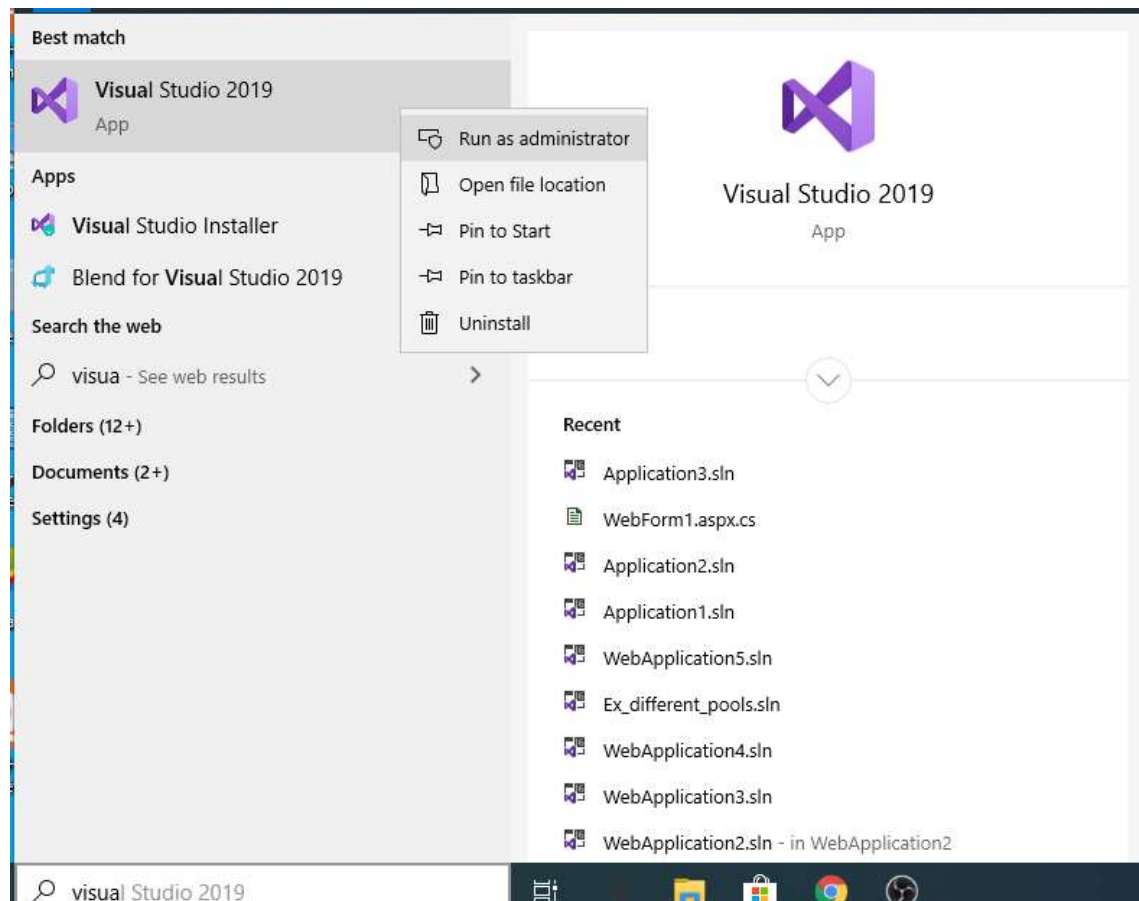 Best match
Visual Studio 2019
App
Run as administrator
Open file location
Pin to Start
Pin to taskbar
Uninstall
Apps
Visual Studio Installer
Blend for Visual Studio 2019
Search the web
visua - See web results
Folders (12+)
Documents (2+)
Settings (4)
Visual Studio 2019
App
Recent
Application3.sln
WebForm1.aspx.cs
Application2.sln
Application1.sln
WebApplication5.sln
Ex_different_pools.sln
WebApplication4.sln
WebApplication3.sln
WebApplication2.sln - in WebApplication2
visual Studio 2019